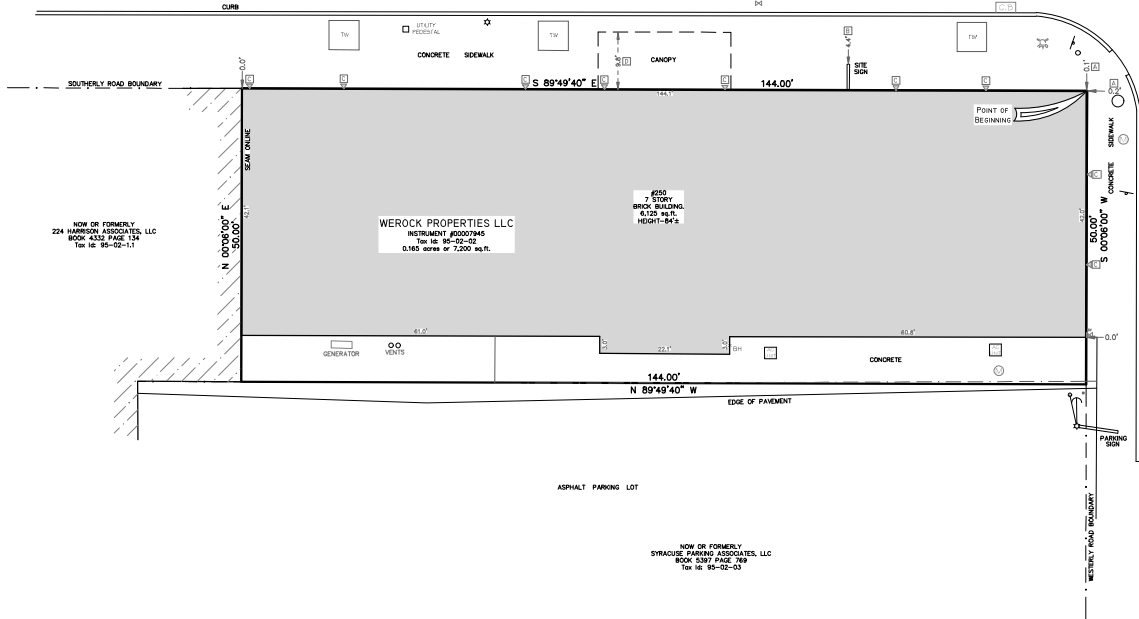 CURB
C.B
TW
UTILITY
PEDESTAL
TW
TW
B
CONCRETE SIDEWALK
CANOPY
9.8'
D
4.4'
SITE
SIGN
0.0'
0.1'
A
A
SOUTHERLY ROAD BOUNDARY
C
C
C
S 89°49'40" E
C
C
144.00'
C
C
144.1'
0.2'
POINT OF
BEGINNING
SEAM ONLINE
CONCRETE SIDEWALK
M
C
C
#250
7 STORY
BRICK BUILDING.
6,125 sq.ft.
HEIGHT-84'±
42.1'
42.0'
N 00°06'00" E
50.00'
50.00'
S 00°06'00" W
NOW OR FORMERLY
224 HARRISON ASSOCIATES, LLC
BOOK 4332 PAGE 134
Tax Id: 95-02-1.1
WEROCK PROPERTIES LLC
INSTRUMENT #00007945
Tax Id: 95-02-02
0.165 acres or 7,200 sq.ft.
61.0'
60.8'
0.0'
GENERATOR
VENTS
3.0'
22.1'
3.0'
BH
CONCRETE
M
144.00'
N 89°49'40" W
EDGE OF PAVEMENT
PARKING
SIGN
ASPHALT PARKING LOT
WESTERLY ROAD BOUNDARY
NOW OR FORMERLY
SYRACUSE PARKING ASSOCIATES, LLC
BOOK 5397 PAGE 769
Tax Id: 95-02-03